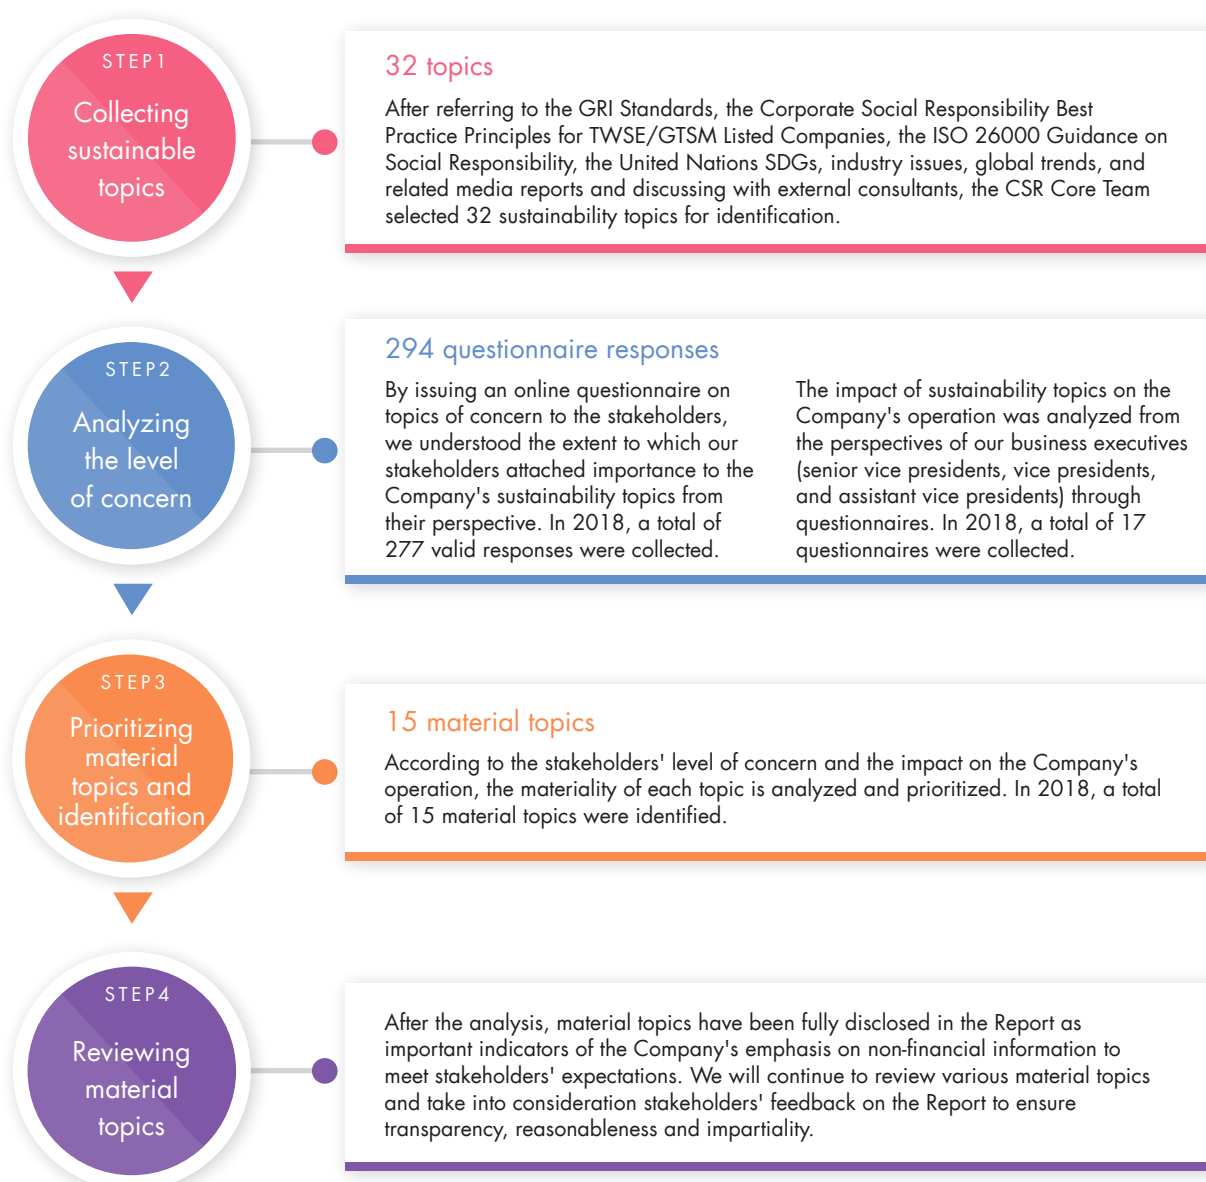 STEP1
Collecting
sustainable
topics
32 topics
After referring to the GRI Standards, the Corporate Social Responsibility Best
Practice Principles for TWSE/GTSM Listed Companies, the ISO 26000 Guidance on
Social Responsibility, the United Nations SDGs, industry issues, global trends, and
related media reports and discussing with external consultants, the CSR Core Team
selected 32 sustainability topics for identification.
STEP2
Analyzing
the level
of concern
294 questionnaire responses
By issuing an online questionnaire on
topics of concern to the stakeholders,
we understood the extent to which our
stakeholders attached importance to the
Company's sustainability topics from
their perspective. In 2018, a total of
277 valid responses were collected.
The impact of sustainability topics on the
Company's operation was analyzed from
the perspectives of our business executives
(senior vice presidents, vice presidents,
and assistant vice presidents) through
questionnaires. In 2018, a total of 17
questionnaires were collected.
STEP3
Prioritizing
material
topics and
identification
15 material topics
According to the stakeholders' level of concern and the impact on the Company's
operation, the materiality of each topic is analyzed and prioritized. In 2018, a total
of 15 material topics were identified.
STEP4
Reviewing
material
topics
After the analysis, material topics have been fully disclosed in the Report as
important indicators of the Company's emphasis on non-financial information to
meet stakeholders' expectations. We will continue to review various material topics
and take into consideration stakeholders' feedback on the Report to ensure
transparency, reasonableness and impartiality.